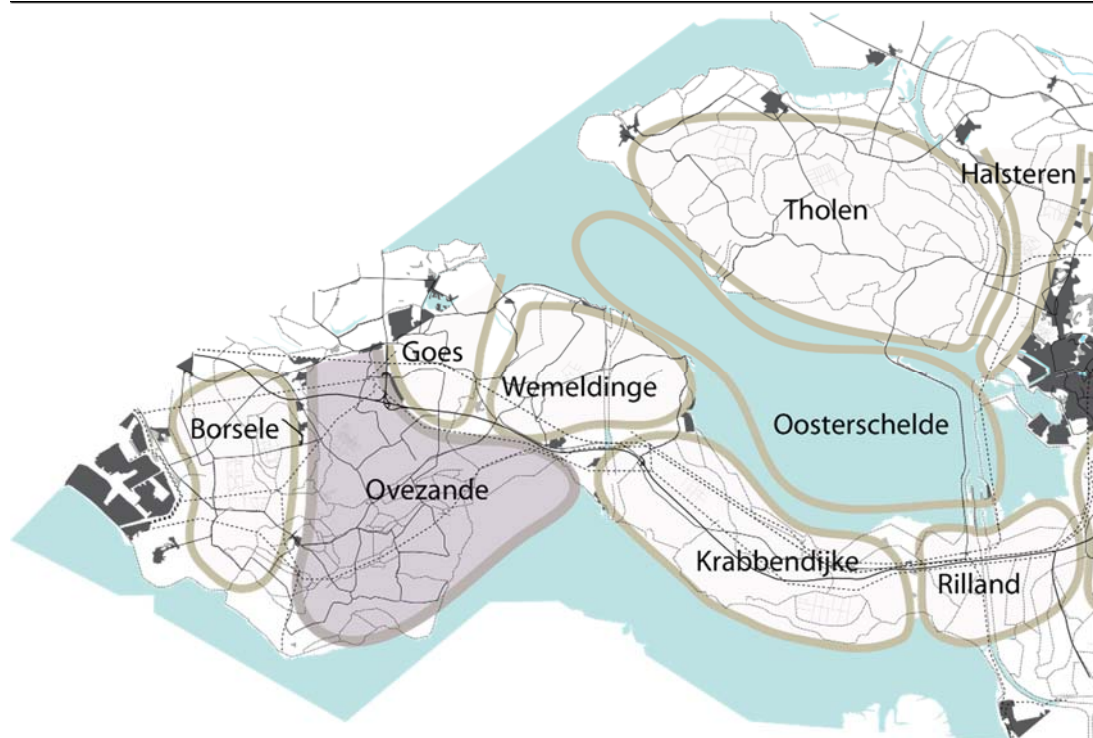 Halsteren
Tholen
Goes
Wemeldinge
Borsele
Oosterschelde
Ovezande
Krabbendijke
Rilland